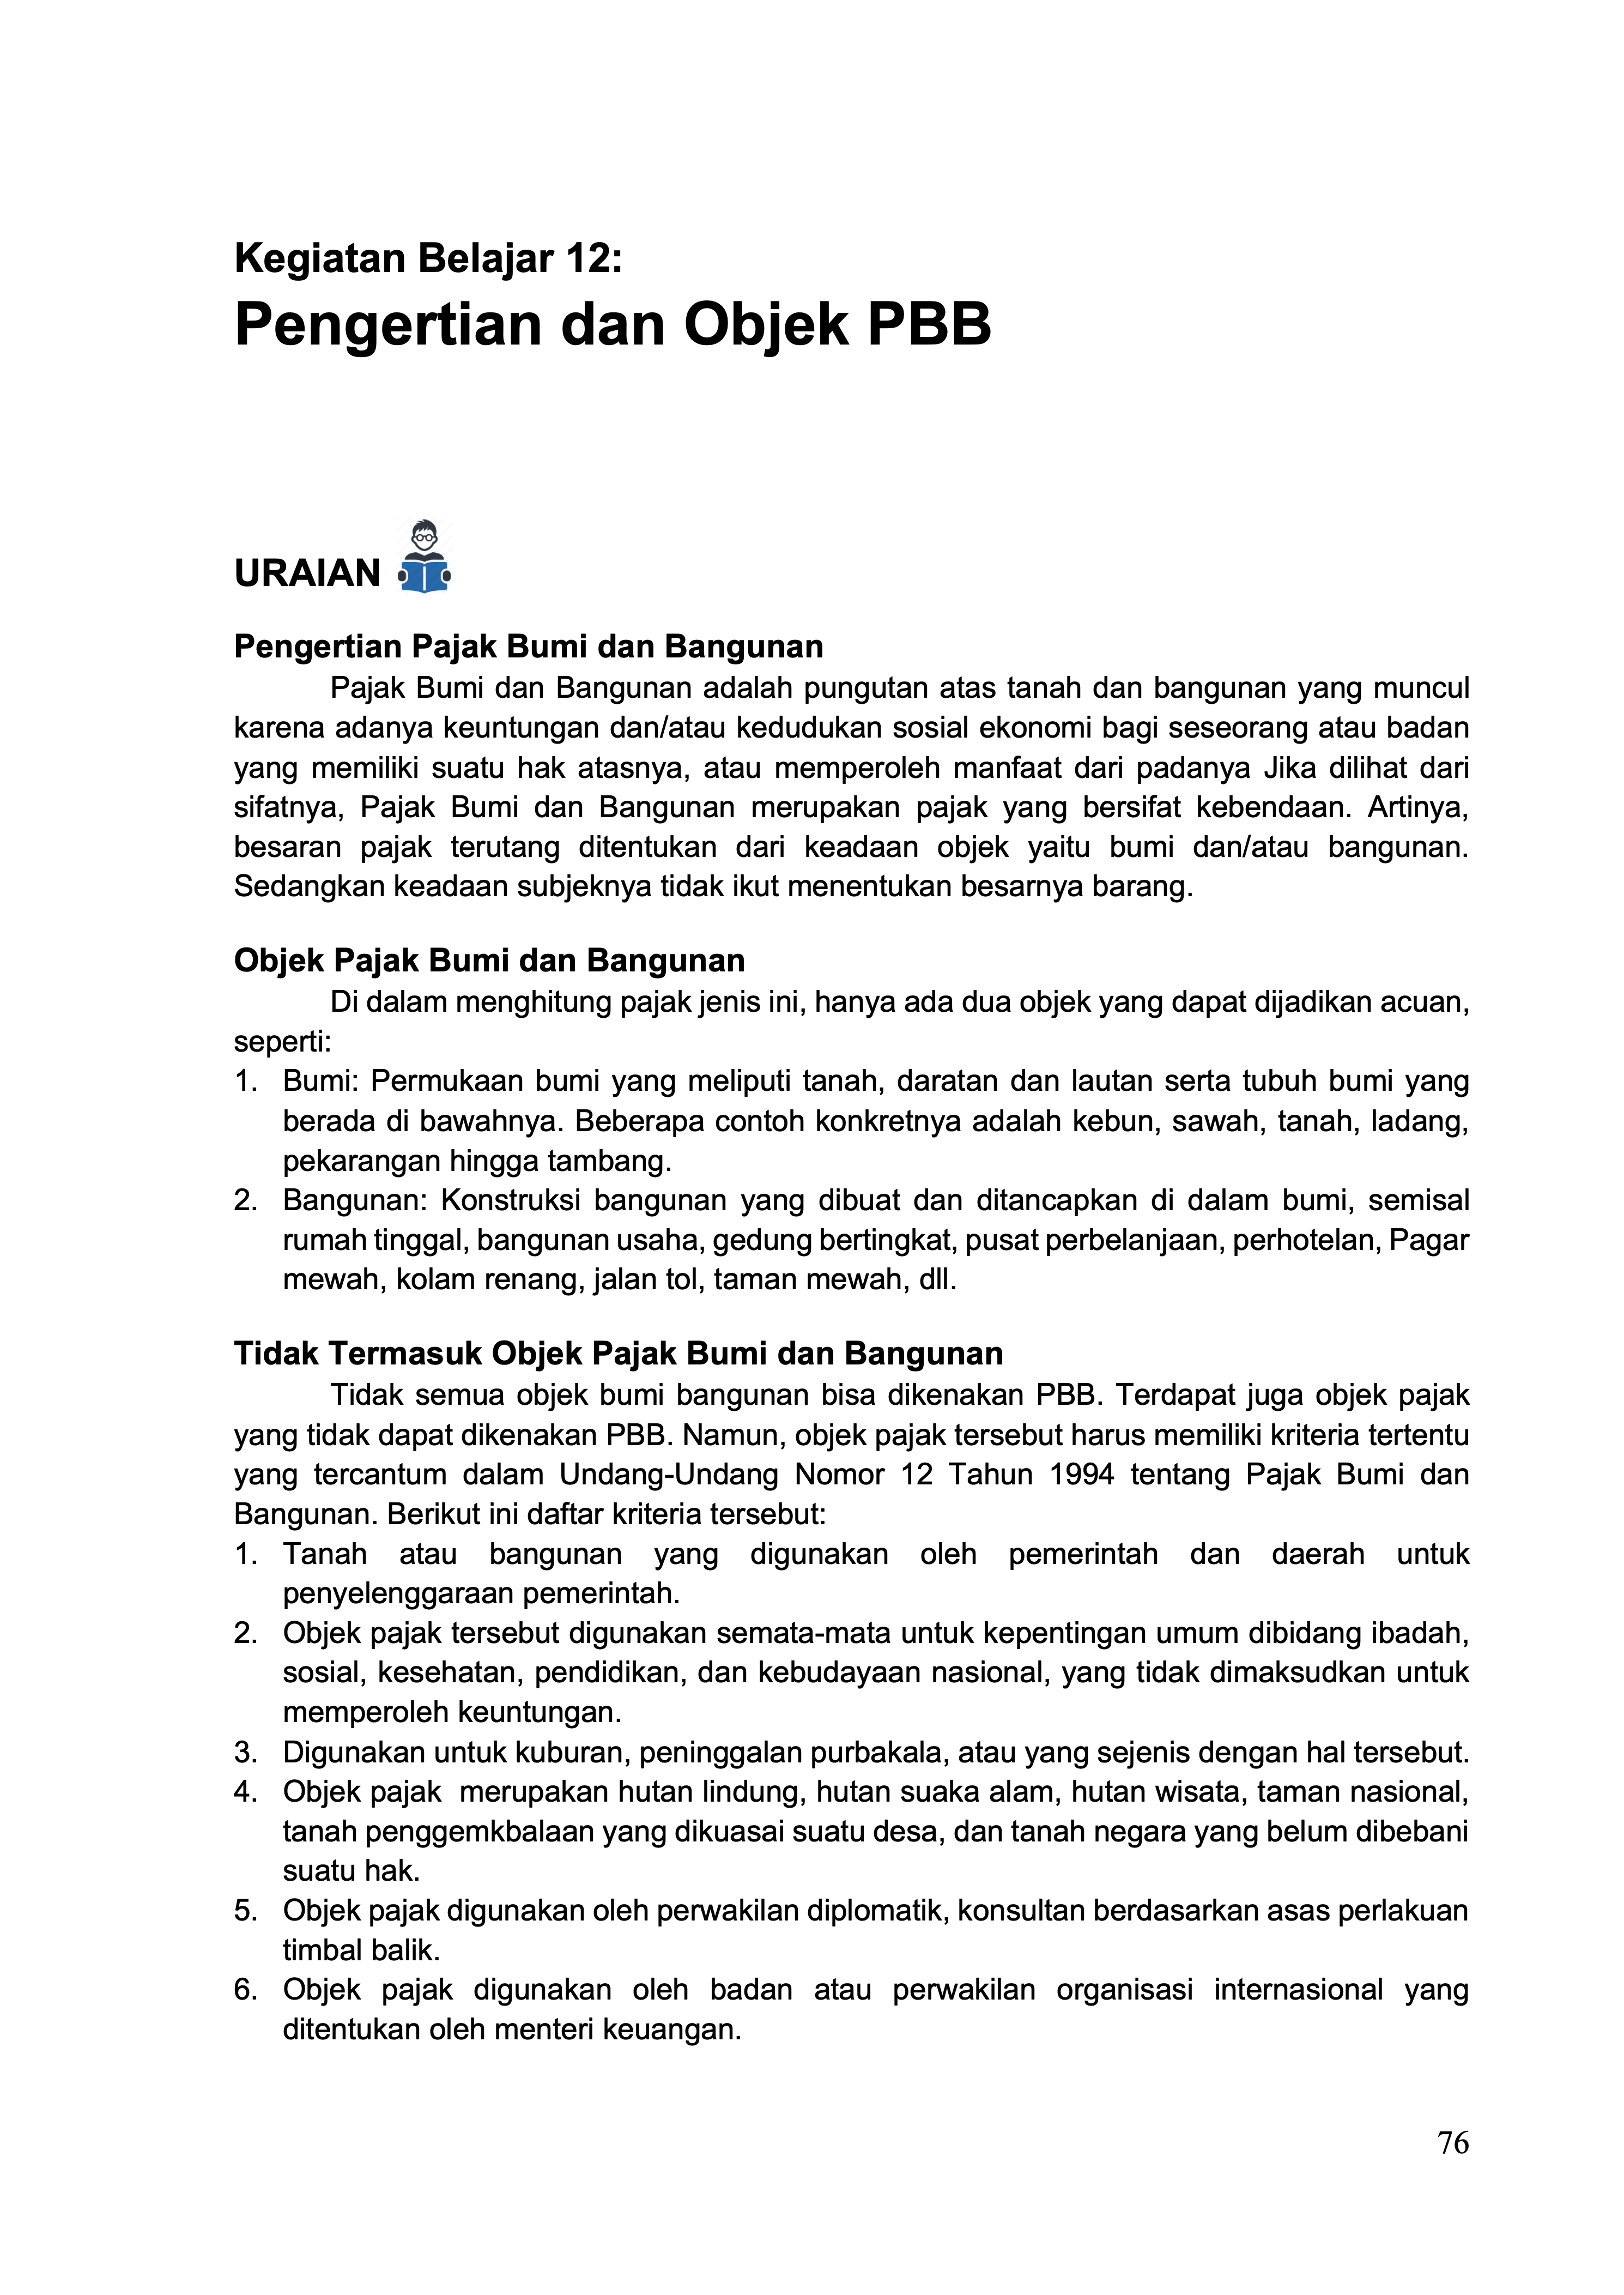 Kegiatan Belajar 12:
Pengertian dan Objek PBB
URAIAN
Pengertian Pajak Bumi dan Bangunan
Pajak Bumi dan Bangunan adalah pungutan atas tanah dan bangunan yang muncul
karena adanya keuntungan dan/atau kedudukan sosial ekonomi bagi seseorang atau badan
yang memiliki suatu hak atasnya, atau memperoleh manfaat dari padanya Jika dilihat dari
sifatnya, Pajak Bumi dan Bangunan merupakan pajak yang bersifat kebendaan. Artinya,
besaran pajak terutang ditentukan dari keadaan objek yaitu bumi dan/atau bangunan.
Sedangkan keadaan subjeknya tidak ikut menentukan besarnya barang.
Objek Pajak Bumi dan Bangunan
Di dalam menghitung pajak jenis ini, hanya ada dua objek yang dapat dijadikan acuan,
seperti:
1. Bumi: Permukaan bumi yang meliputi tanah, daratan dan lautan serta tubuh bumi yang
berada di bawahnya. Beberapa contoh konkretnya adalah kebun, sawah, tanah, ladang,
pekarangan hingga tambang.
2. Bangunan: Konstruksi bangunan yang dibuat dan ditancapkan di dalam bumi, semisal
rumah tinggal, bangunan usaha, gedung bertingkat, pusat perbelanjaan, perhotelan, Pagar
mewah, kolam renang, jalan tol, taman mewah, dll.
Tidak Termasuk Objek Pajak Bumi dan Bangunan
Tidak semua objek bumi bangunan bisa dikenakan PBB. Terdapat juga objek pajak
yang tidak dapat dikenakan PBB. Namun, objek pajak tersebut harus memiliki kriteria tertentu
yang tercantum dalam Undang-Undang Nomor 12 Tahun 1994 tentang Pajak Bumi dan
Bangunan. Berikut ini daftar kriteria tersebut:
1. Tanah atau bangunan yang digunakan oleh pemerintah dan daerah untuk
penyelenggaraan pemerintah.
2. Objek pajak tersebut digunakan semata-mata untuk kepentingan umum dibidang ibadah,
sosial, kesehatan, pendidikan, dan kebudayaan nasional, yang tidak dimaksudkan untuk
memperoleh keuntungan.
3. Digunakan untuk kuburan, peninggalan purbakala, atau yang sejenis dengan hal tersebut.
4. Objek pajak  merupakan hutan lindung, hutan suaka alam, hutan wisata, taman nasional,
tanah penggemkbalaan yang dikuasai suatu desa, dan tanah negara yang belum dibebani
suatu hak.
5. Objek pajak digunakan oleh perwakilan diplomatik, konsultan berdasarkan asas perlakuan
timbal balik.
6. Objek pajak digunakan oleh badan atau perwakilan organisasi internasional yang
ditentukan oleh menteri keuangan.
76